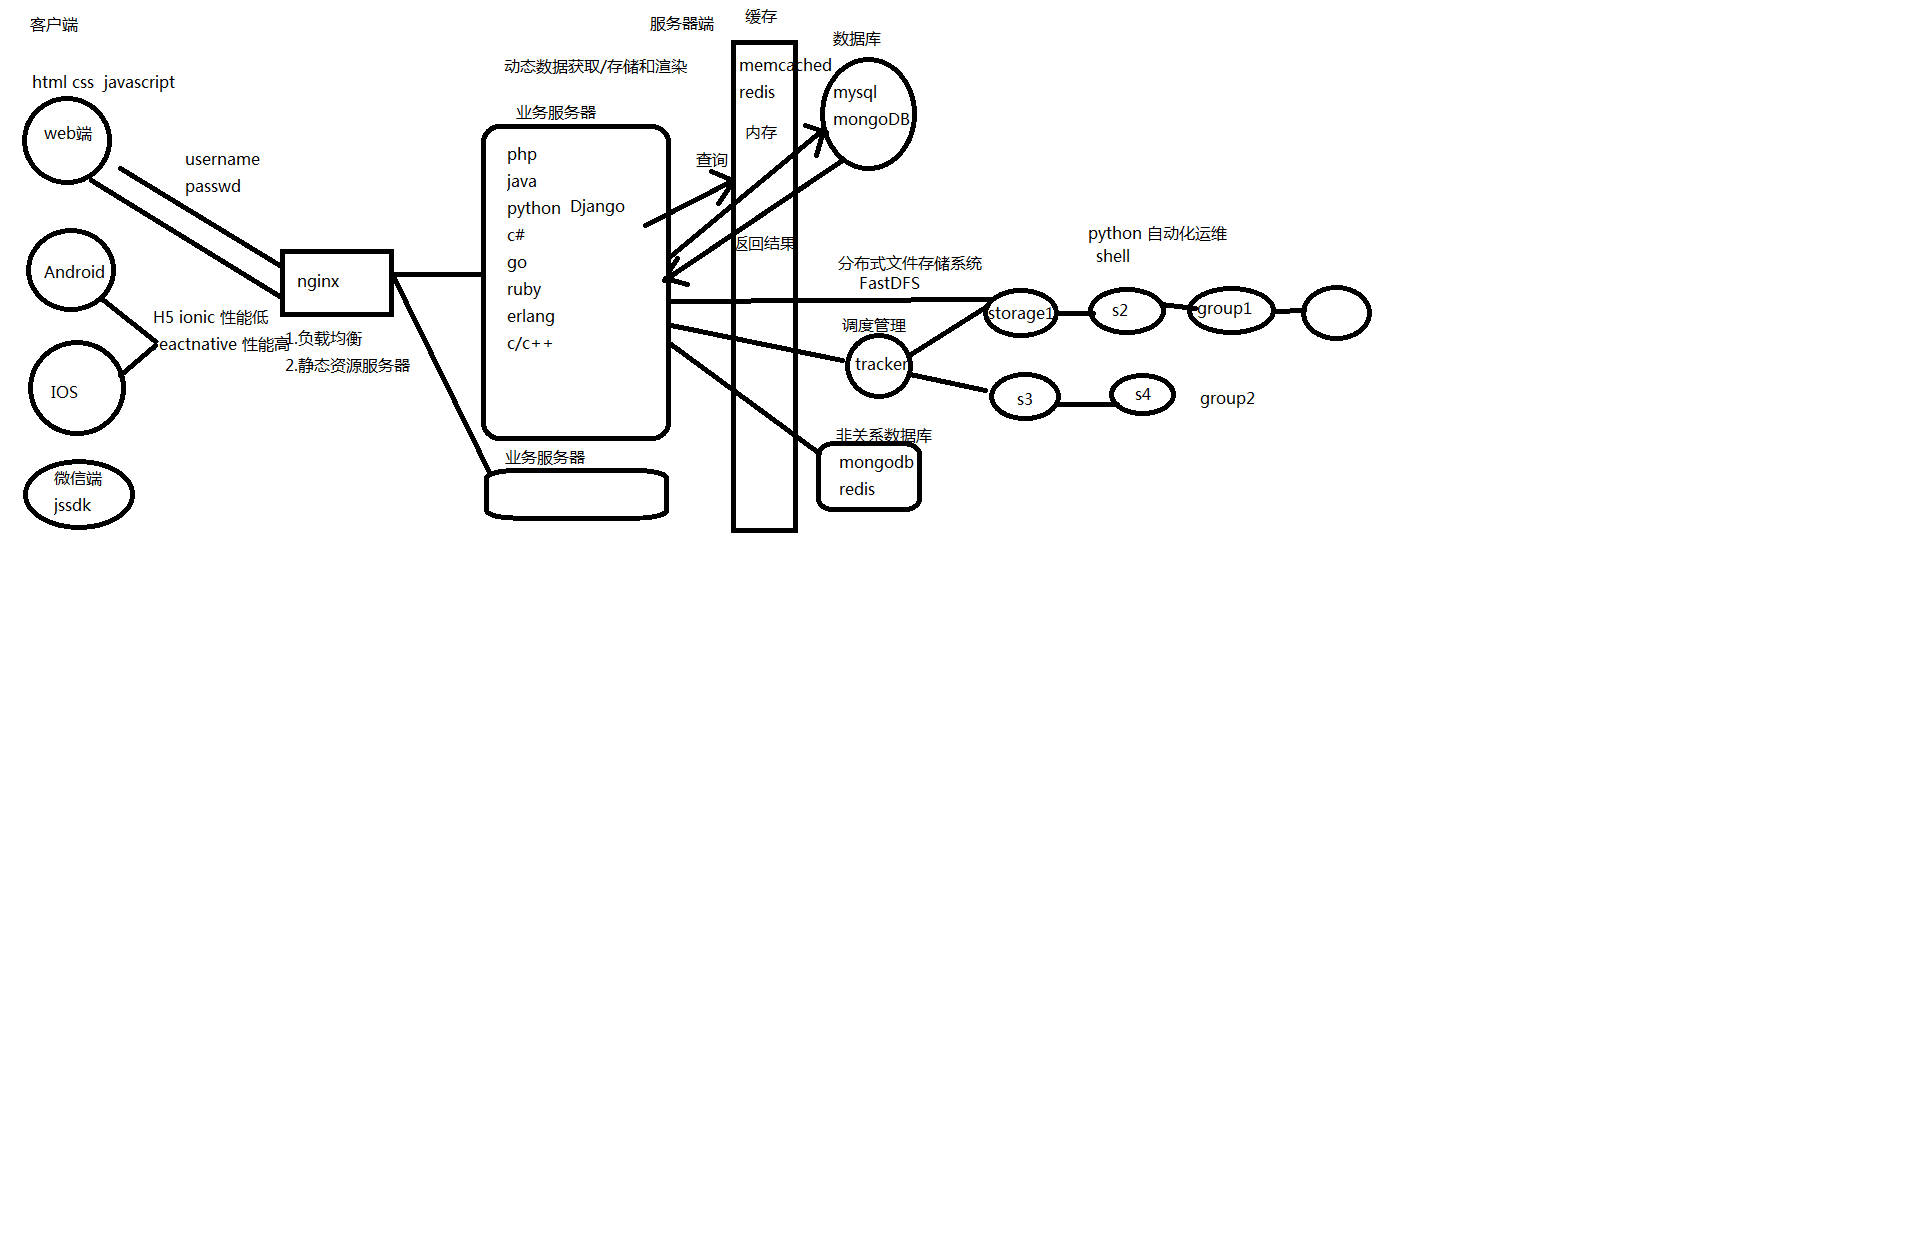 客户端
html css  javascript
web端
username
passwd
Android
H5 ionic 性能低
eactnative 性能高
IOS
微信端
jssdk
nginx
1.负载均衡
2.静态资源服务器
服务器端
动态数据获取/存储和渲染
业务服务器
php
java
python Django
c#
go
ruby
erlang
c/c++
业务服务器
缓存
memcached
redis
内存
查询
返回结果
数据库
mysql
mongoDB
分布式文件存储系统
FastDFS
调度管理
tracker
python 自动化运维
shell
storage1
s2
group1
s3
s4
group2
非关系数据库
mongodb
redis